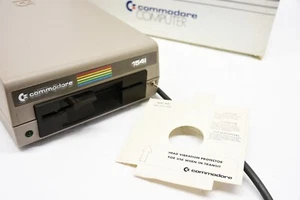 commodore
COMPUTER
commodore
1541
HEAD VIBRATION PROTECTOR
FOR USE WHEN IN TRANSIT
commodore